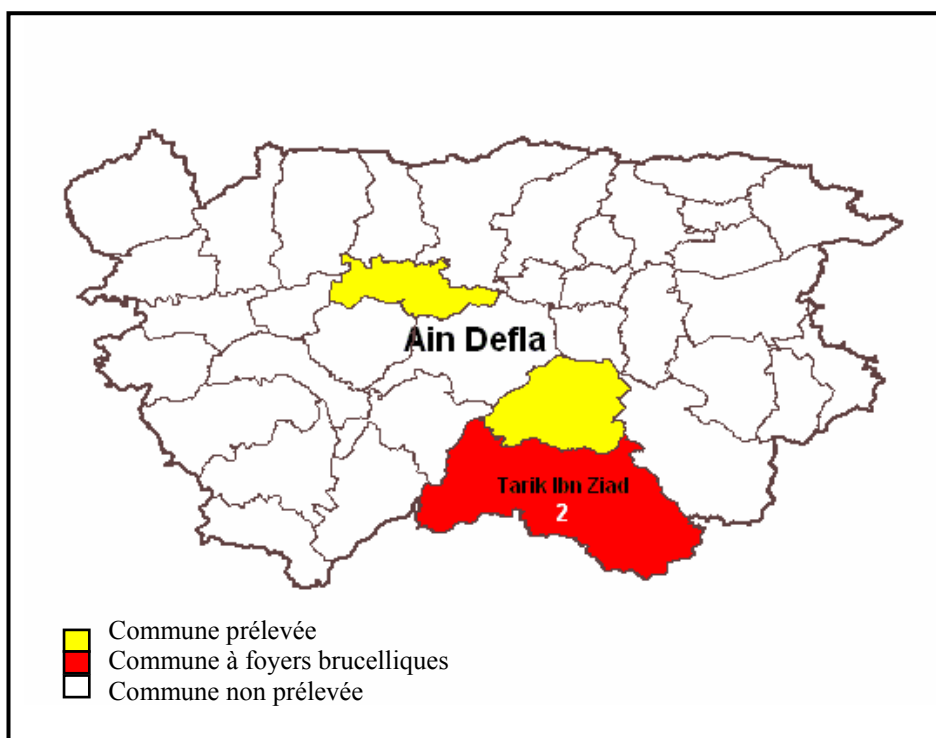 Ain Defla
Tarik Ibn Ziad
2
Commune prélevée
Commune à foyers brucelliques
Commune non prélevée